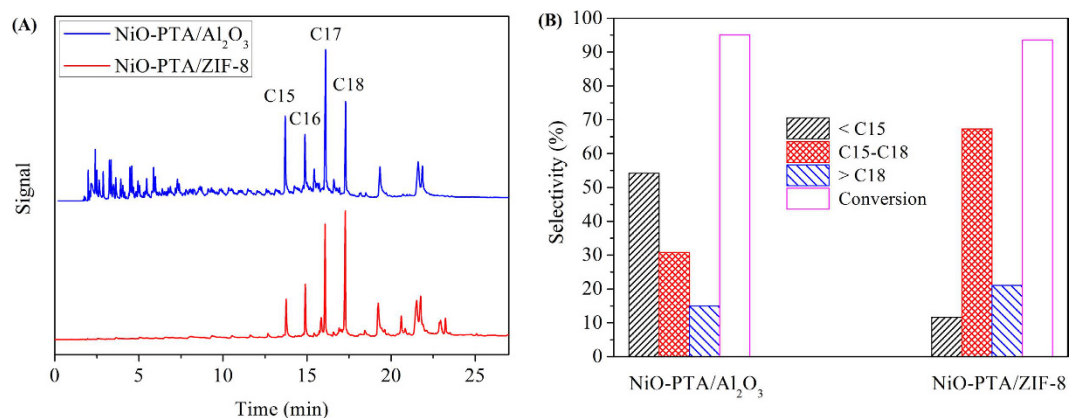 (A)
NiO-PTA/Al₂O₃
NiO-PTA/ZIF-8
C15
C16
C17
C18
Signal
0 5 10 15 20 25
Time (min)
(B)
100
90
80
70
60
50
40
30
20
10
0
Selectivity (%)
< C15
C15-C18
> C18
Conversion
NiO-PTA/Al₂O₃ NiO-PTA/ZIF-8